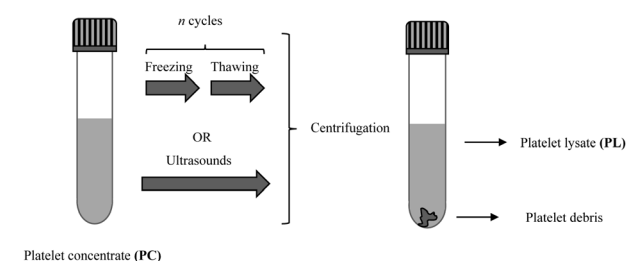 n cycles
Freezing Thawing
OR
Ultrasounds
Centrifugation
Platelet lysate (PL)
Platelet debris
Platelet concentrate (PC)